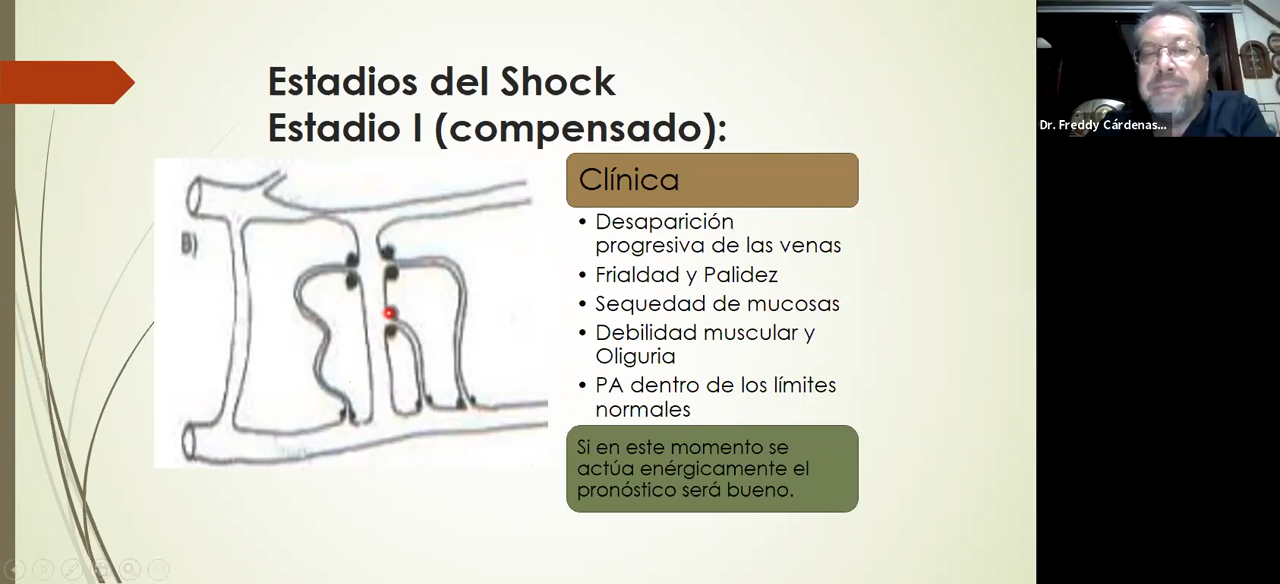 Estadios del Shock
Estadio I (compensado):
B)
Clínica
• Desaparición
progresiva de las venas
• Frialdad y Palidez
• Sequedad de mucosas
• Debilidad muscular y
Oliguria
• PA dentro de los límites
normales
Si en este momento se
actúa enérgicamente el
pronóstico será bueno.
Dr. Freddy Cárdenas...